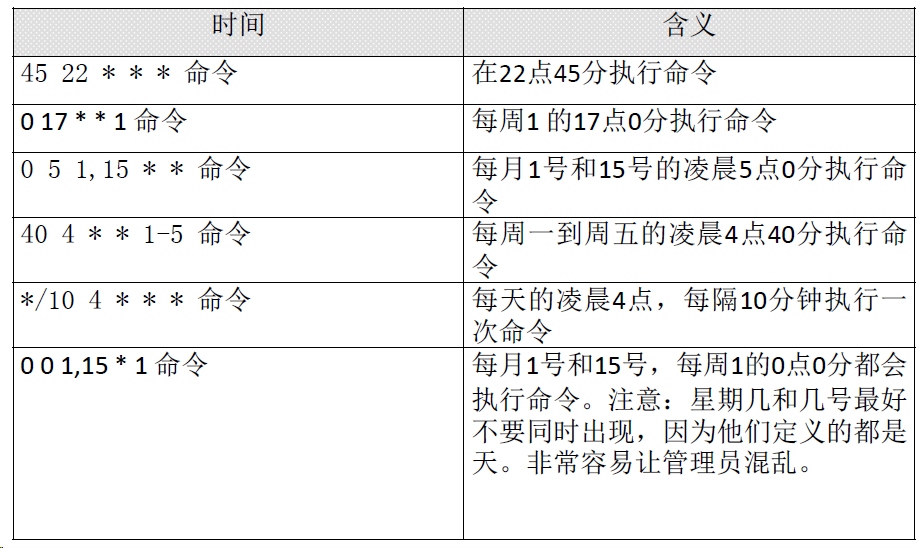 时间
含义
45 22 * * * 命令
在22点45分执行命令
0 17 * * 1 命令
每周1 的17点0分执行命令
0 5 1,15 * * 命令
每月1号和15号的凌晨5点0分执行命
令
40 4 * * 1-5 命令
每周一到周五的凌晨4点40分执行命
令
*/10 4 * * * 命令
每天的凌晨4点，每隔10分钟执行一
次命令
0 0 1,15 * 1 命令
每月1号和15号，每周1的0点0分都会
执行命令。注意：星期几和几号最好
不要同时出现，因为他们定义的都是
天。非常容易让管理员混乱。